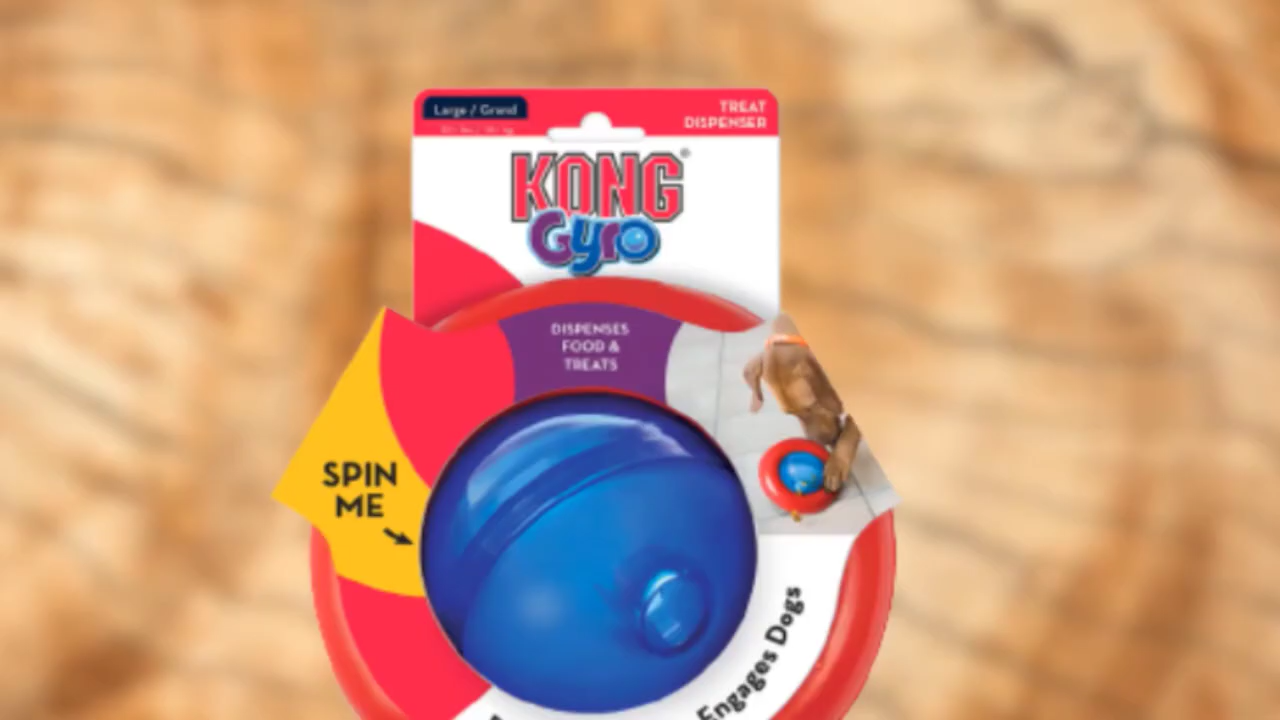 Large / Grand
TREAT
DISPENSER
KONG®
Gyro
DISPENSES
FOOD &
TREATS
SPIN
ME
Engages Dogs